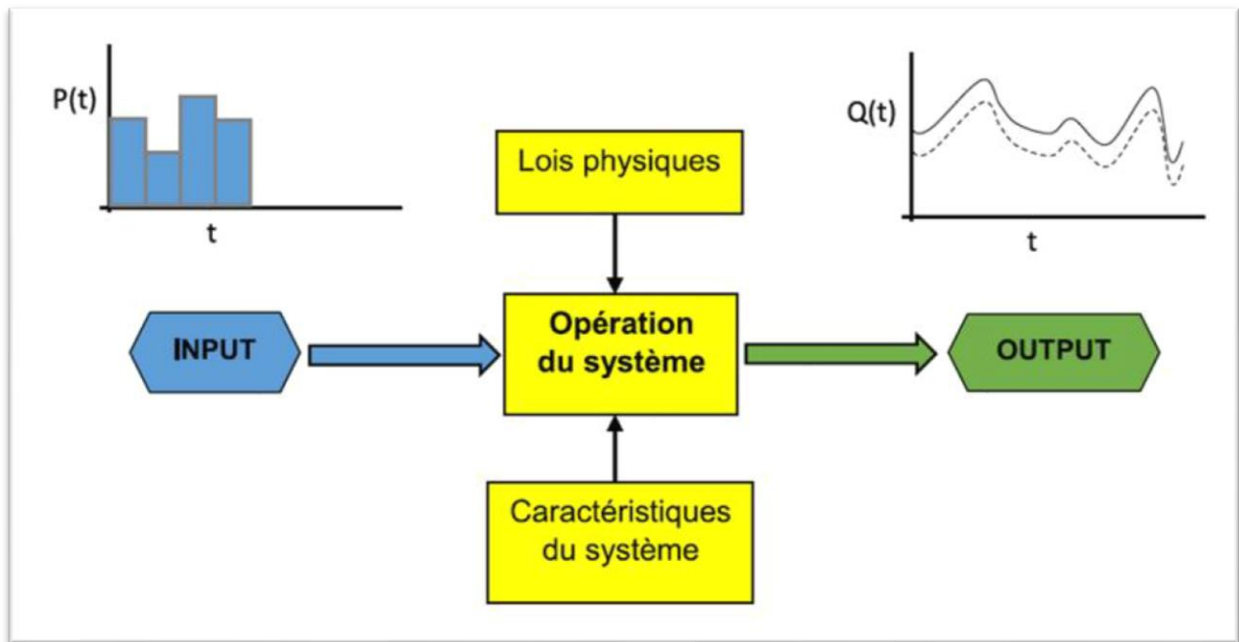 P(t)
t
Q(t)
t
Lois physiques
INPUT
Opération
du système
OUTPUT
Caractéristiques
du système